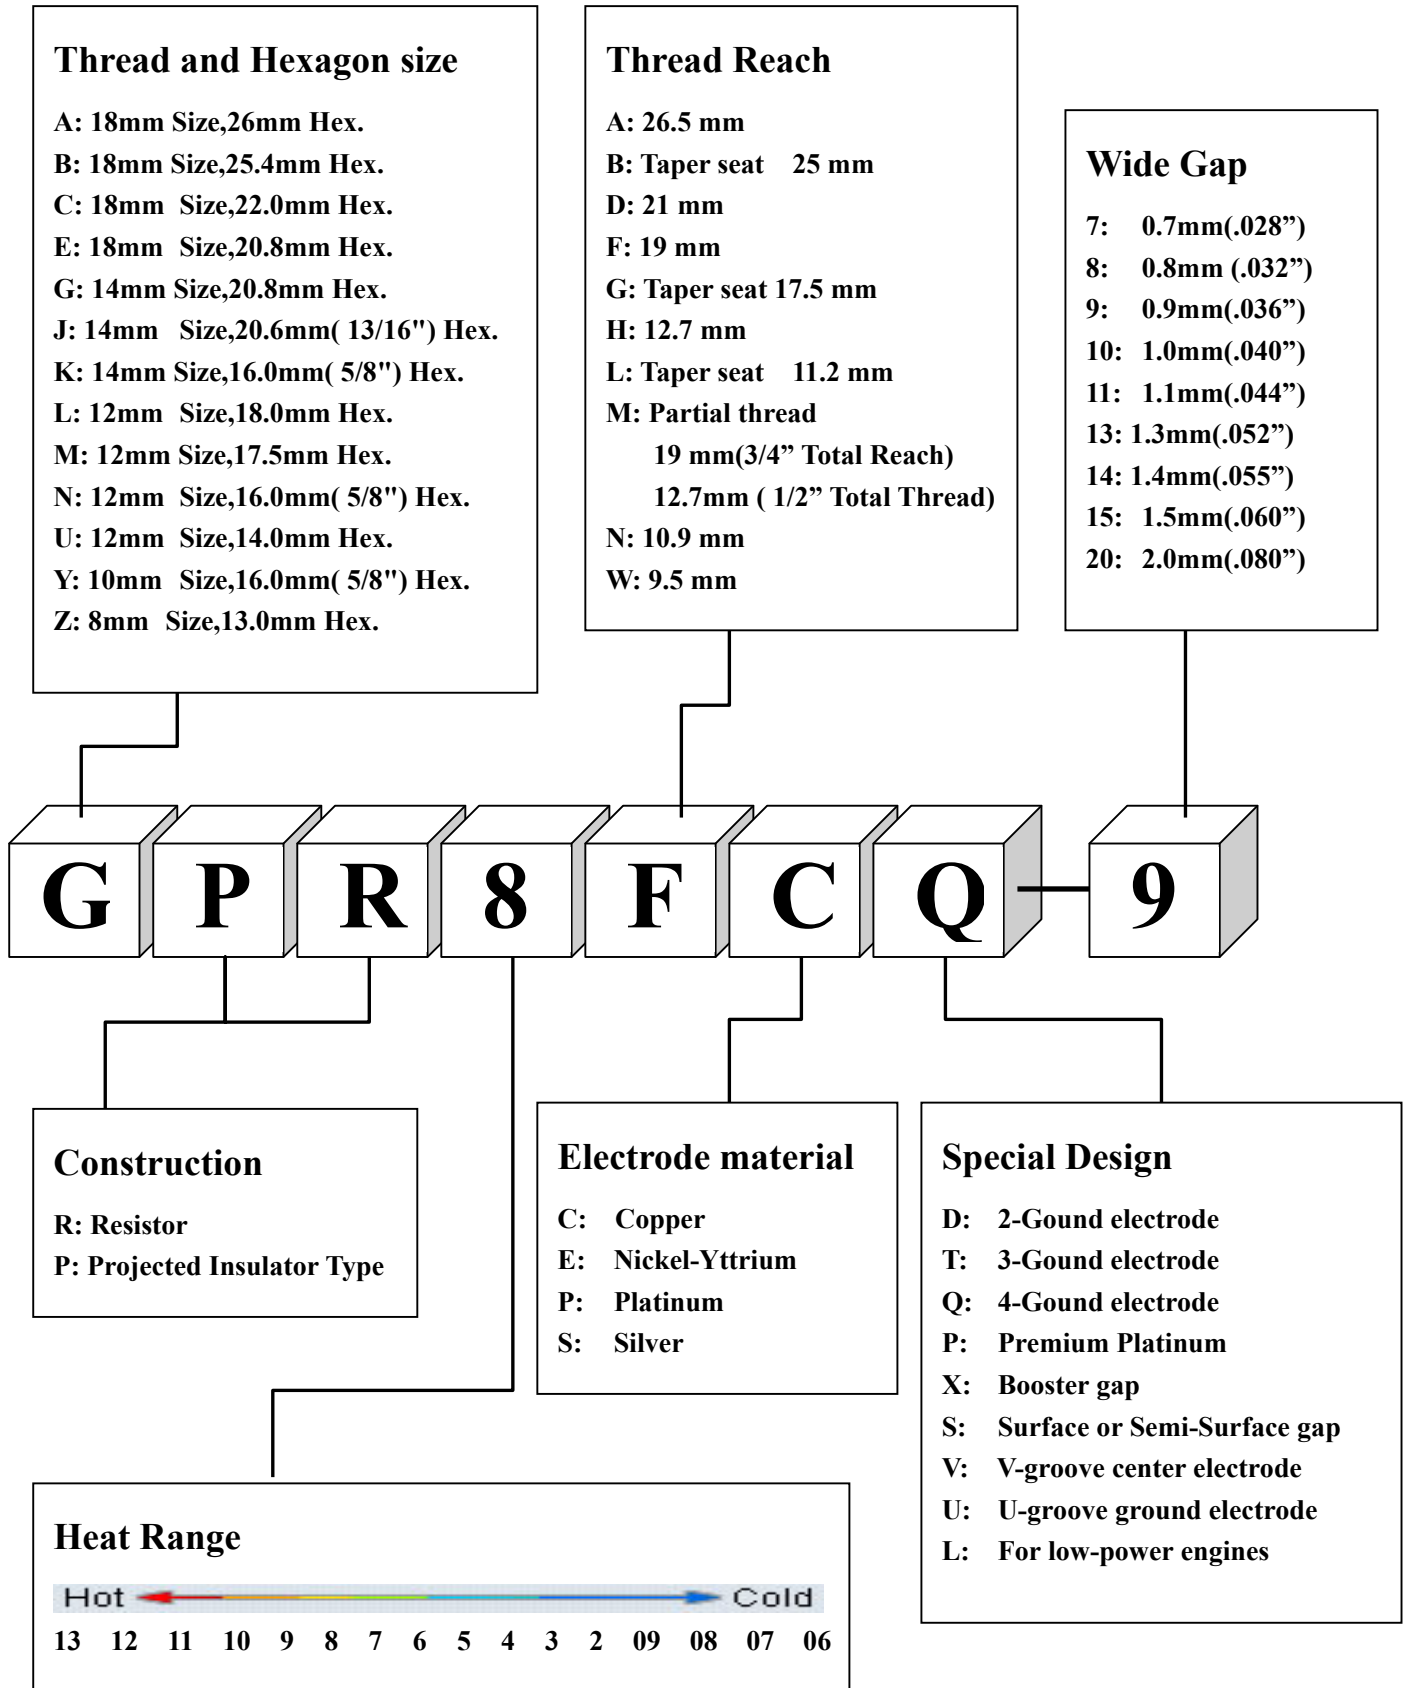 Thread and Hexagon size
A: 18mm Size,26mm Hex.
B: 18mm Size,25.4mm Hex.
C: 18mm Size,22.0mm Hex.
E: 18mm Size,20.8mm Hex.
G: 14mm Size,20.8mm Hex.
J: 14mm Size,20.6mm( 13/16") Hex.
K: 14mm Size,16.0mm( 5/8") Hex.
L: 12mm Size,18.0mm Hex.
M: 12mm Size,17.5mm Hex.
N: 12mm Size,16.0mm( 5/8") Hex.
U: 12mm Size,14.0mm Hex.
Y: 10mm Size,16.0mm( 5/8") Hex.
Z: 8mm Size,13.0mm Hex.
Thread Reach
A: 26.5 mm
B: Taper seat 25 mm
D: 21 mm
F: 19 mm
G: Taper seat 17.5 mm
H: 12.7 mm
L: Taper seat 11.2 mm
M: Partial thread
19 mm(3/4” Total Reach)
12.7mm ( 1/2” Total Thread)
N: 10.9 mm
W: 9.5 mm
Wide Gap
7: 0.7mm(.028”)
8: 0.8mm (.032”)
9: 0.9mm(.036”)
10: 1.0mm(.040”)
11: 1.1mm(.044”)
13: 1.3mm(.052”)
14: 1.4mm(.055”)
15: 1.5mm(.060”)
20: 2.0mm(.080”)
G P R 8 F C Q 9
Construction
R: Resistor
P: Projected Insulator Type
Electrode material
C: Copper
E: Nickel-Yttrium
P: Platinum
S: Silver
Special Design
D: 2-Gound electrode
T: 3-Gound electrode
Q: 4-Gound electrode
P: Premium Platinum
X: Booster gap
S: Surface or Semi-Surface gap
V: V-groove center electrode
U: U-groove ground electrode
L: For low-power engines
Heat Range
Hot Cold
13 12 11 10 9 8 7 6 5 4 3 2 09 08 07 06